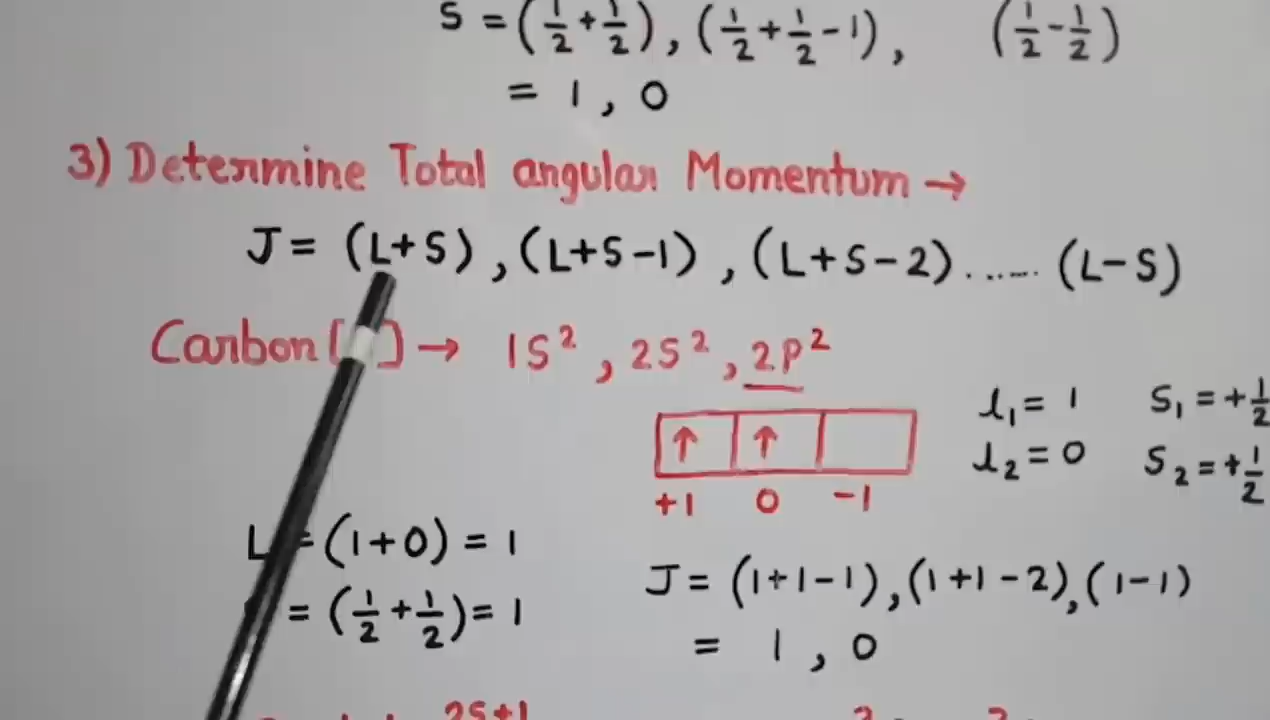 S = (1/2 + 1/2), (1/2 + 1/2 - 1), (1/2 - 1/2)
= 1, 0
3) Determine Total angular Momentum →
J = (L+S), (L+S-1), (L+S-2)...... (L-S)
Carbon [ ] → 1S², 2S², 2P²
↑ ↑
+1 0 -1
l₁ = 1 S₁ = +1/2
l₂ = 0 S₂ = +1/2
L = (1+0) = 1
= (1/2 + 1/2) = 1
J = (1+1-1), (1+1-2), (1-1)
= 1, 0
2S+1